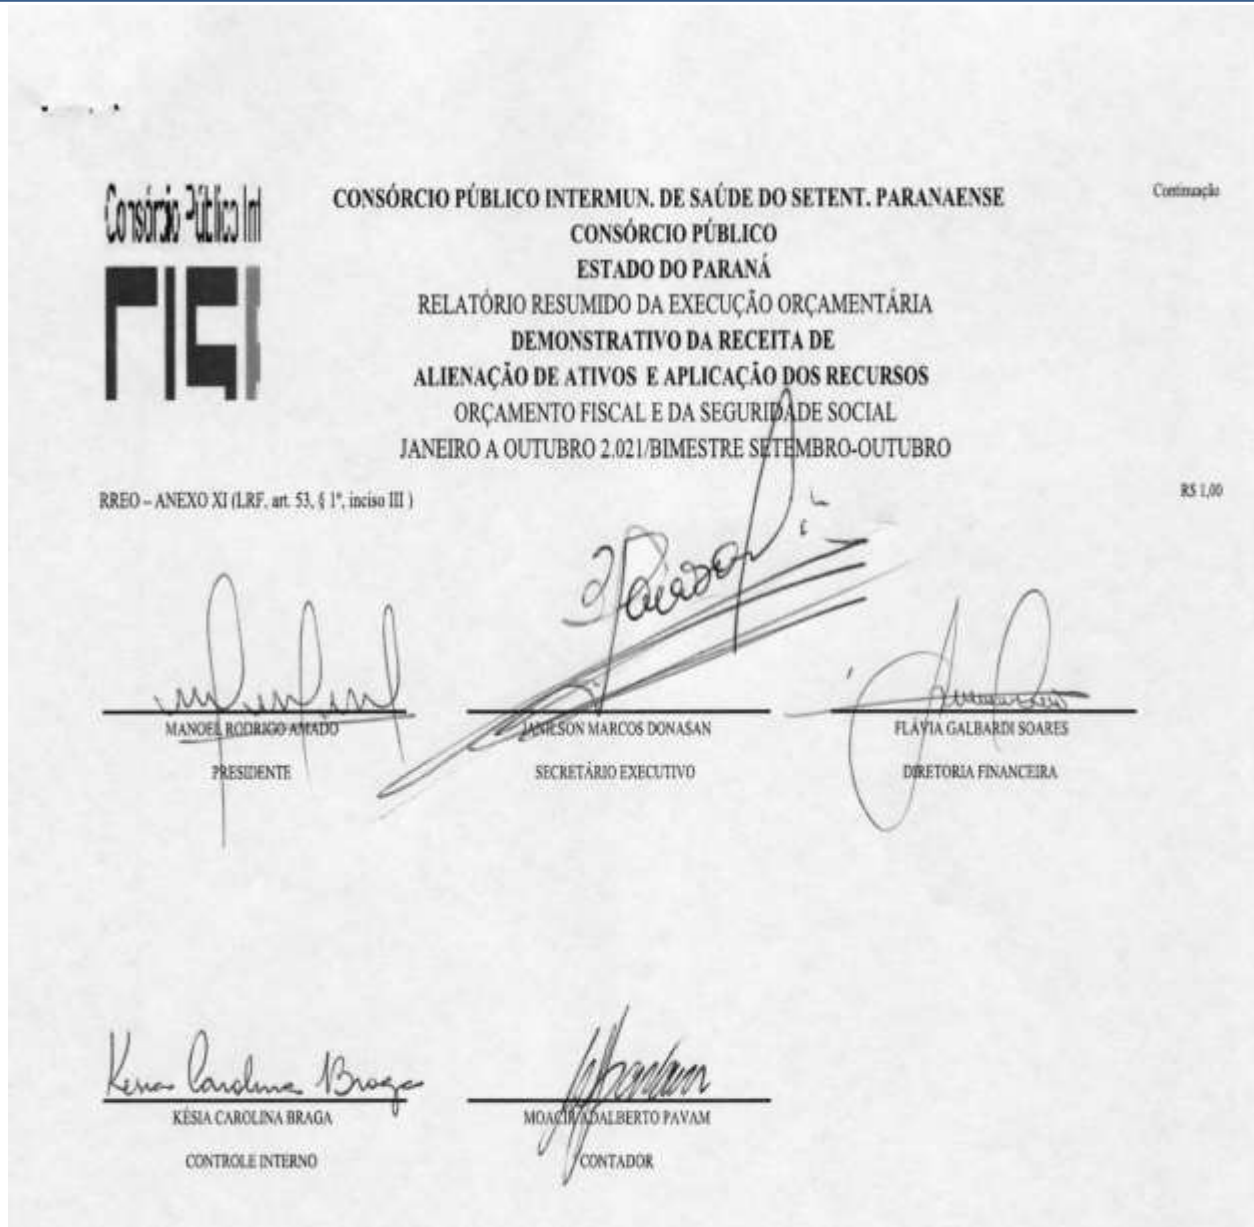 Consórcio Público Int
Continuação
CONSÓRCIO PÚBLICO INTERMUN. DE SAÚDE DO SETENT. PARANAENSE
CONSÓRCIO PÚBLICO
ESTADO DO PARANÁ
RELATÓRIO RESUMIDO DA EXECUÇÃO ORÇAMENTÁRIA
DEMONSTRATIVO DA RECEITA DE
ALIENAÇÃO DE ATIVOS E APLICAÇÃO DOS RECURSOS
ORÇAMENTO FISCAL E DA SEGURIDADE SOCIAL
JANEIRO A OUTUBRO 2.021/BIMESTRE SETEMBRO-OUTUBRO
RREO – ANEXO XI (LRF, art. 53, § 1º, inciso III ) R$ 1,00
MANOEL RODRIGO AMADO JANILSON MARCOS DONASAN FLÁVIA GALBARDI SOARES
PRESIDENTE SECRETÁRIO EXECUTIVO DIRETORIA FINANCEIRA
Kesia Carolina Braga
KÉSIA CAROLINA BRAGA MOACIR ADALBERTO PAVAM
CONTROLE INTERNO CONTADOR